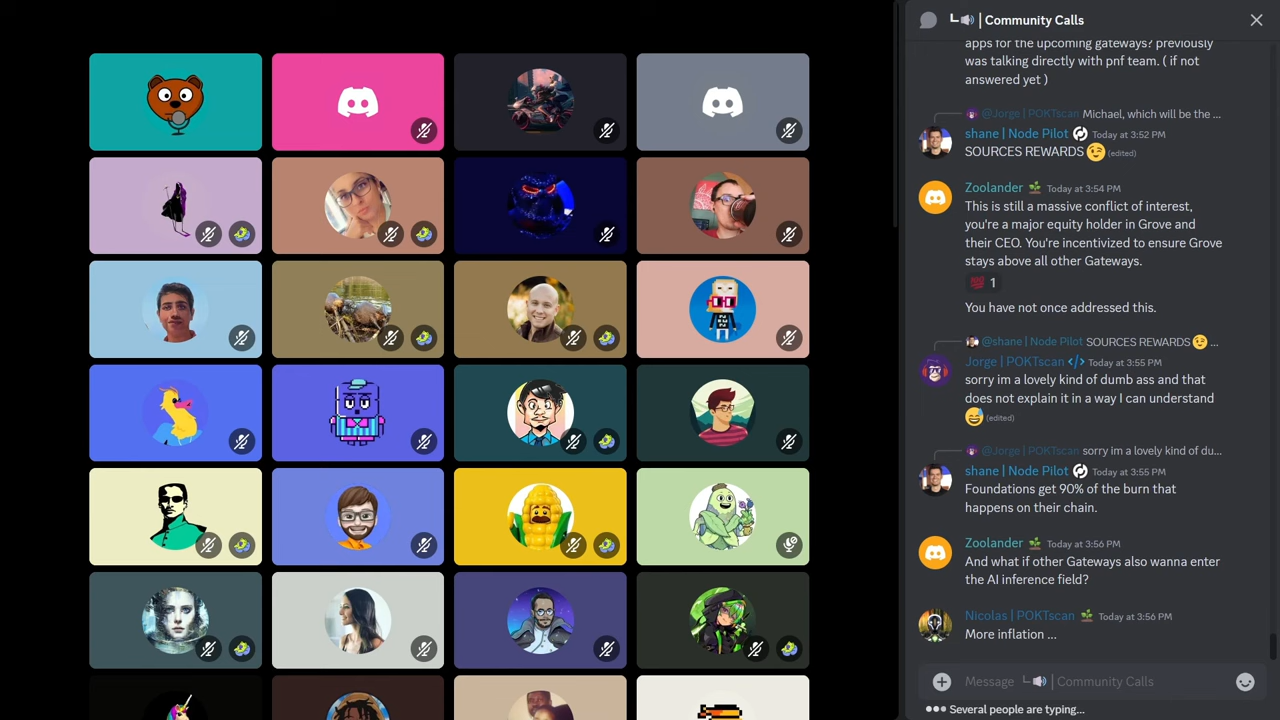 Community Calls
apps for the upcoming gateways? previously
was talking directly with pnf team. ( if not
answered yet )
@Jorge | POKTscan Michael, which will be the ...
shane | Node Pilot Today at 3:52 PM
SOURCES REWARDS 😉 (edited)
Zoolander Today at 3:54 PM
This is still a massive conflict of interest,
you're a major equity holder in Grove and
their CEO. You're incentivized to ensure Grove
stays above all other Gateways.
💯 1
You have not once addressed this.
@shane | Node Pilot SOURCES REWARDS 😉 ...
Jorge | POKTscan </> Today at 3:55 PM
sorry im a lovely kind of dumb ass and that
does not explain it in a way I can understand
😅 (edited)
@Jorge | POKTscan sorry im a lovely kind of du...
shane | Node Pilot Today at 3:55 PM
Foundations get 90% of the burn that
happens on their chain.
Zoolander Today at 3:56 PM
And what if other Gateways also wanna enter
the AI inference field?
Nicolas | POKTscan Today at 3:56 PM
More inflation ...
Message └🔊 | Community Calls
Several people are typing...